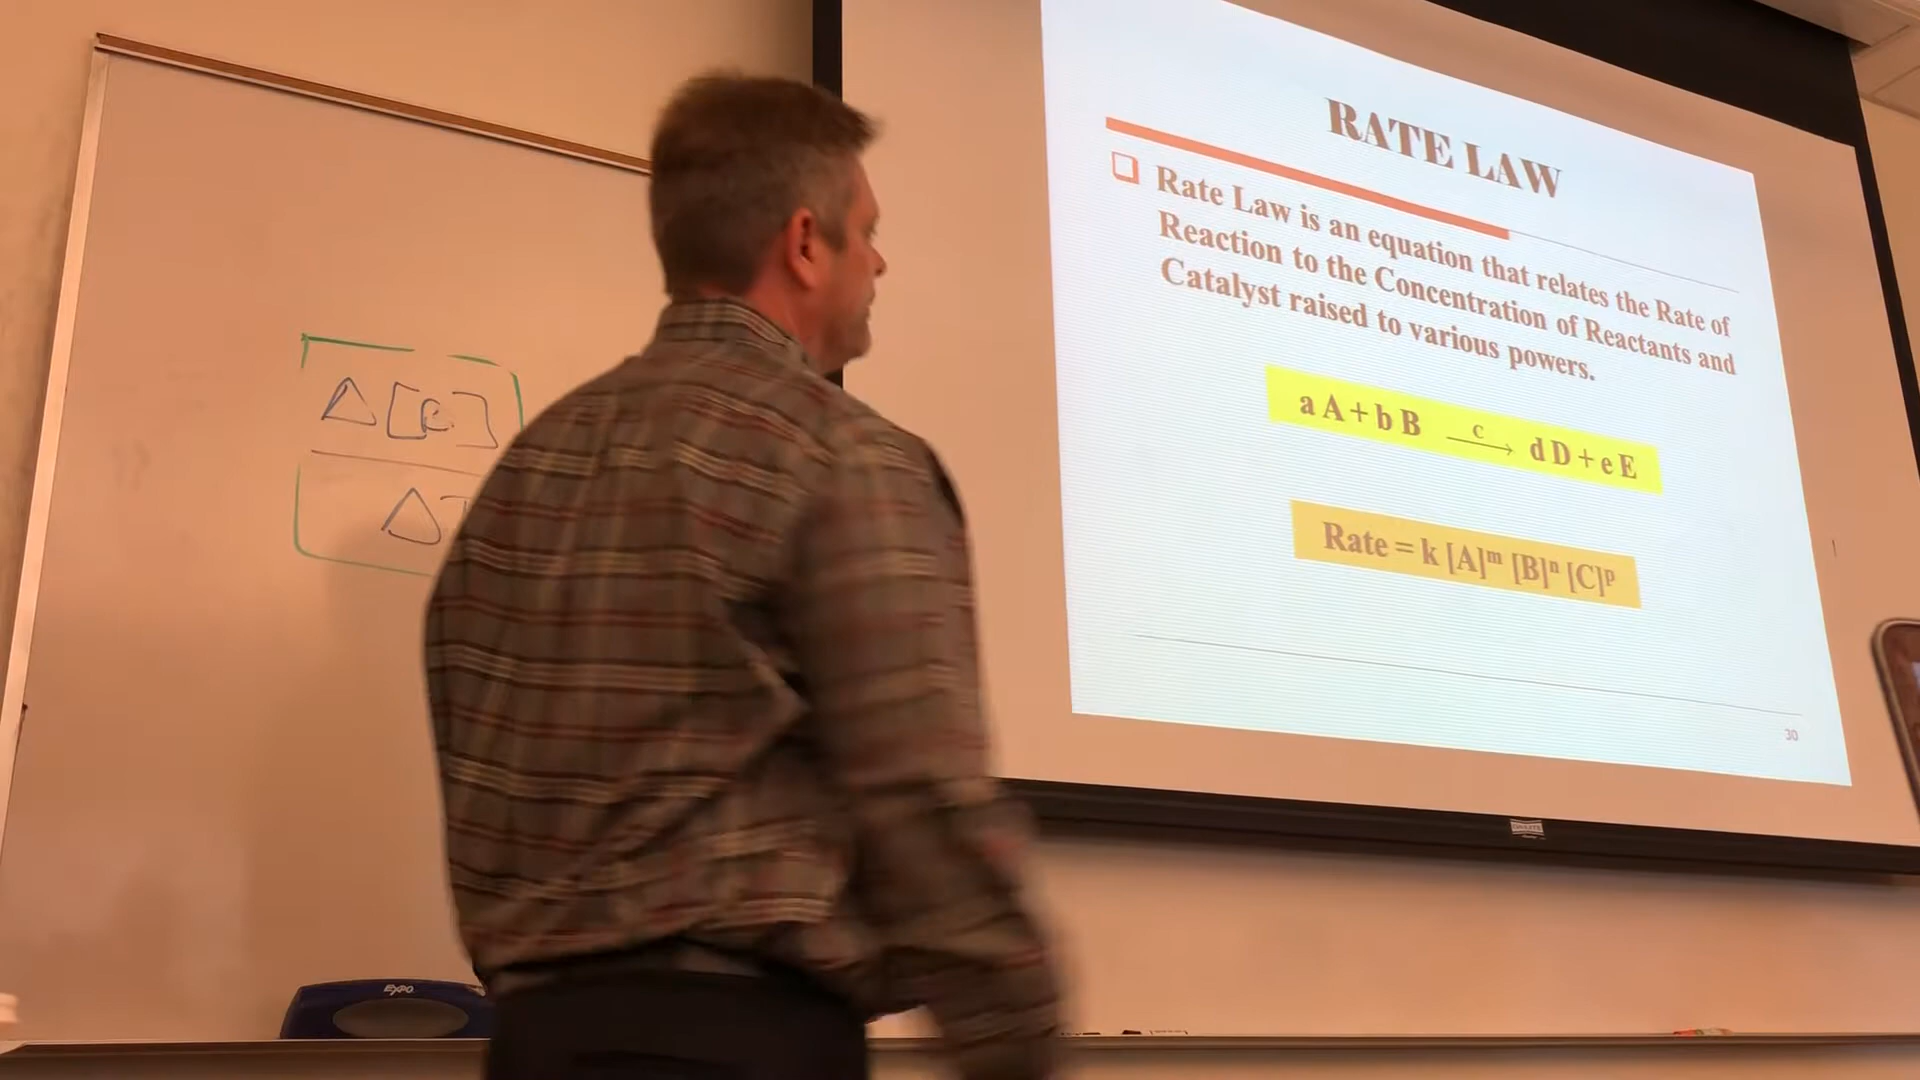 Δ[R]
Δ
RATE LAW
Rate Law is an equation that relates the Rate of
Reaction to the Concentration of Reactants and
Catalyst raised to various powers.
a A + b B —C→ d D + e E
Rate = k [A]ᵐ [B]ⁿ [C]ᵖ
30
EXPO